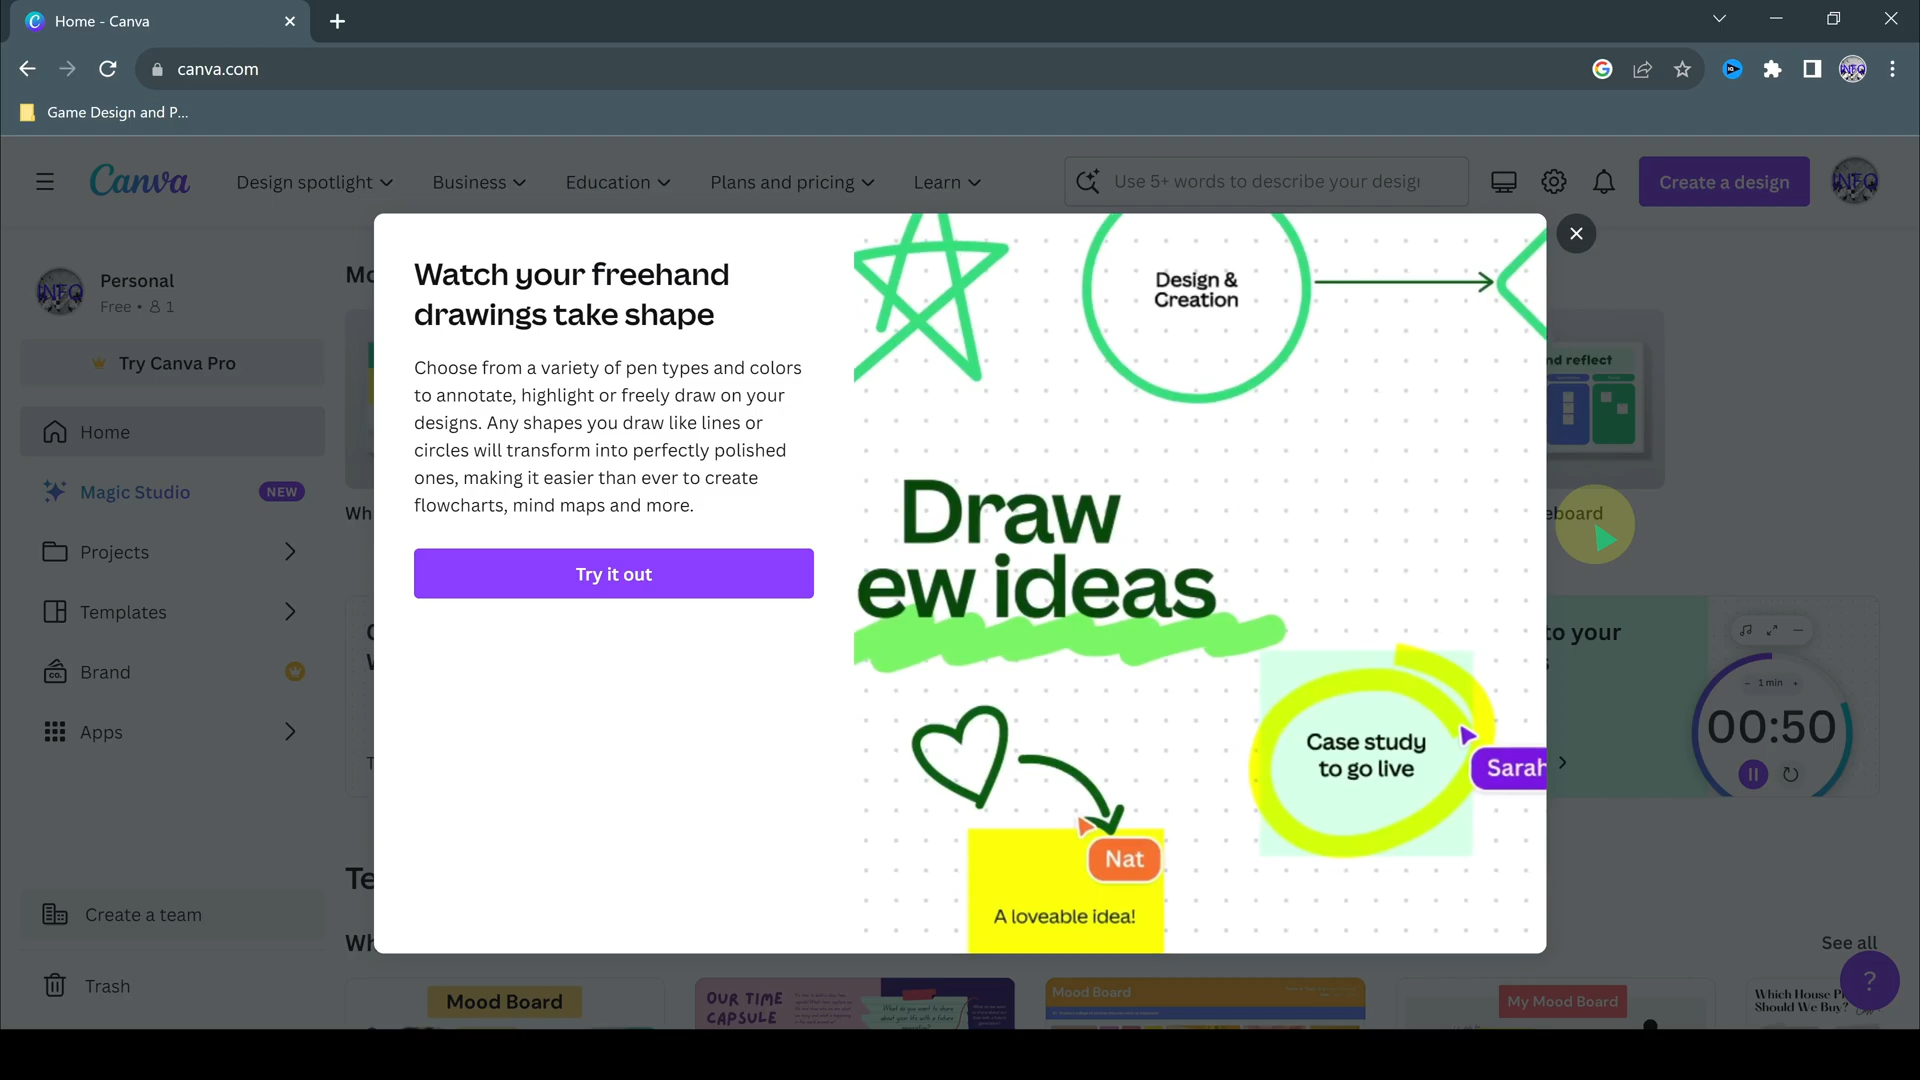 Home - Canva
canva.com
Game Design and P...
Canva
Design spotlight
Business
Education
Plans and pricing
Learn
Use 5+ words to describe your desig
Create a design
INFO
INFO
Personal
Free • 1
Try Canva Pro
Home
Magic Studio
NEW
Projects
Templates
Brand
Apps
Create a team
Trash
Watch your freehand
drawings take shape
Choose from a variety of pen types and colors
to annotate, highlight or freely draw on your
designs. Any shapes you draw like lines or
circles will transform into perfectly polished
ones, making it easier than ever to create
flowcharts, mind maps and more.
Try it out
Design &
Creation
Draw
ew ideas
Case study
to go live
Sarah
Nat
A loveable idea!
nd reflect
eboard
to your
1 min
00:50
See all
Mood Board
OUR TIME
CAPSULE
Mood Board
My Mood Board
Which House
Should We Buy?
?